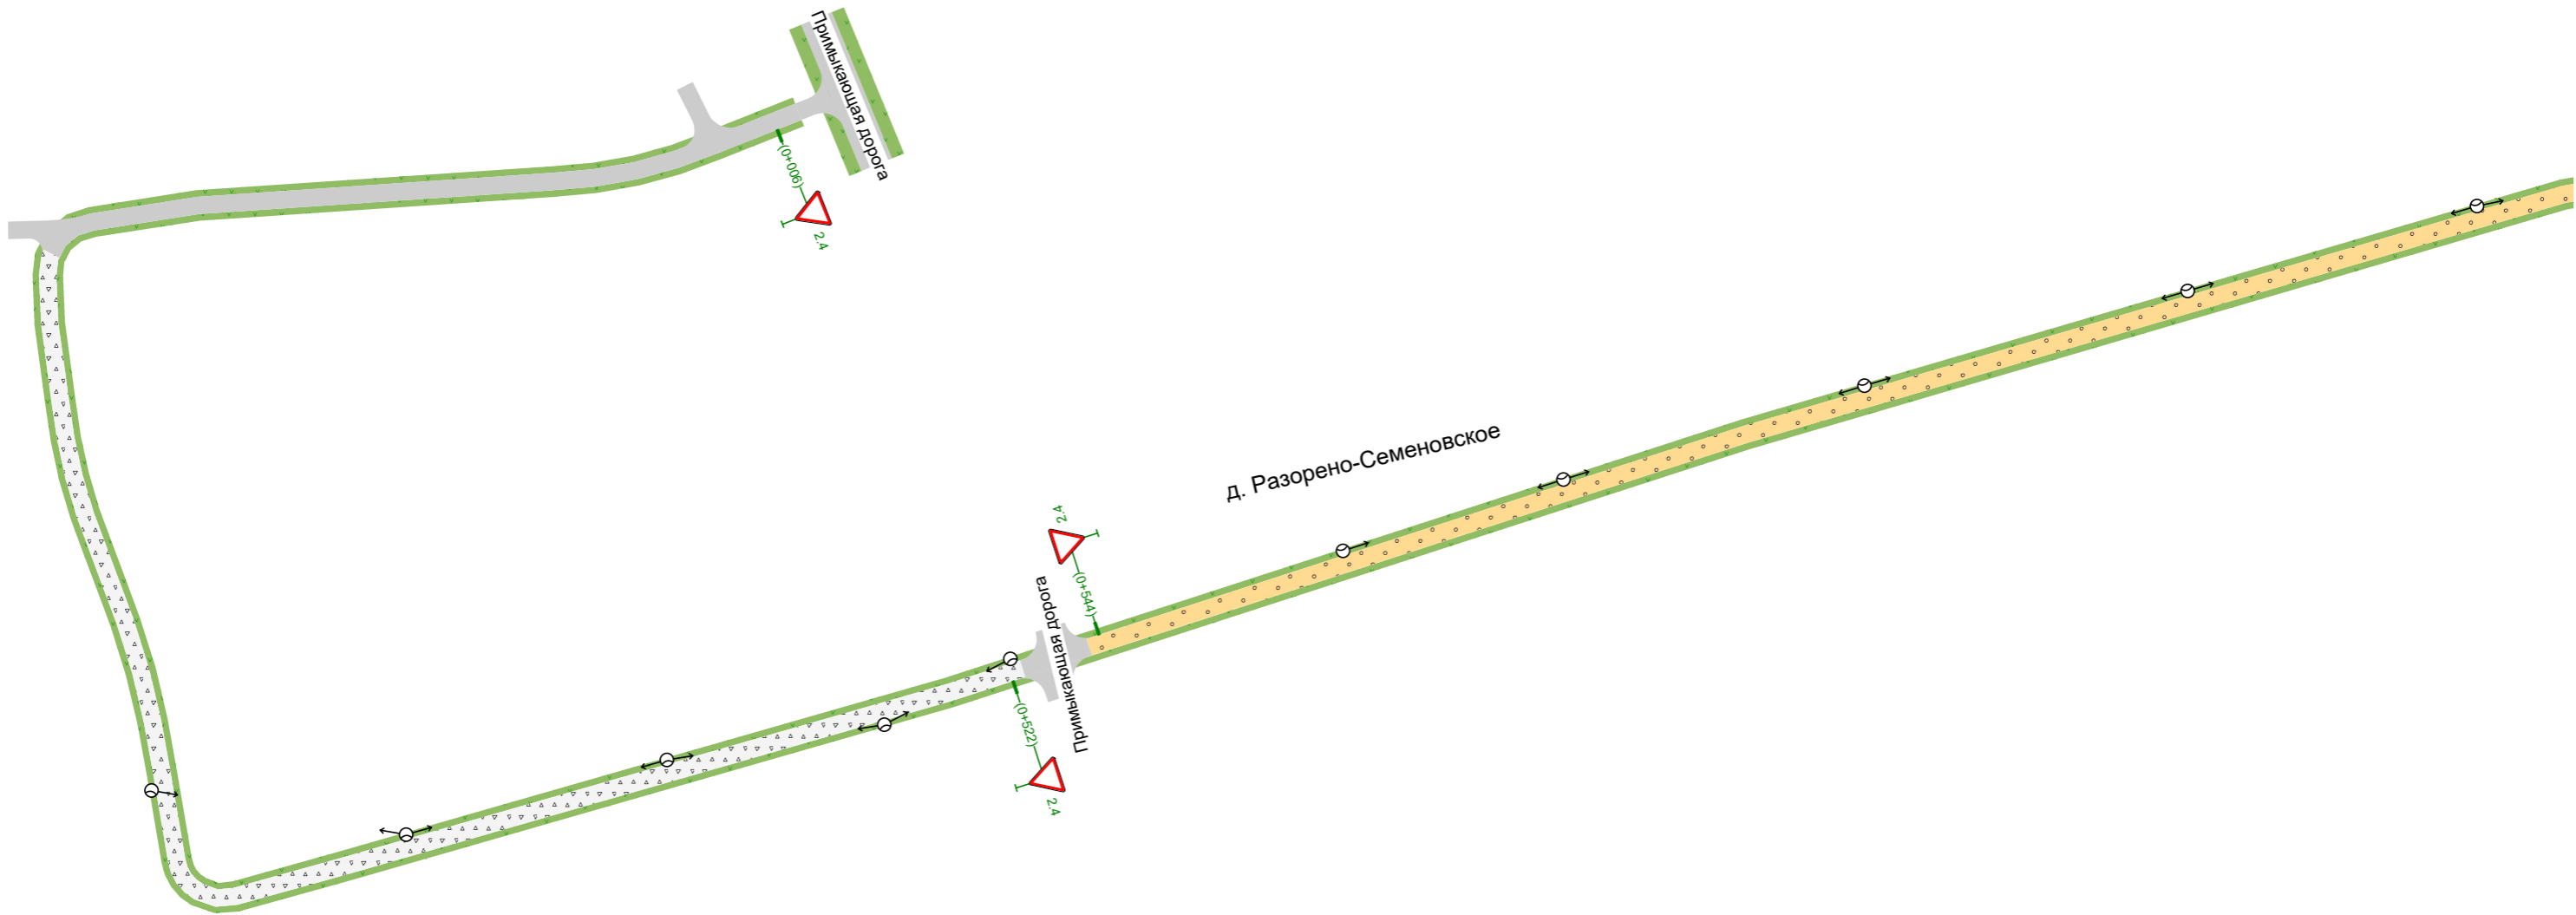 Примыкающая дорога
(0+006)
2.4
д. Разорено-Семеновское
2.4
(0+544)
Примыкающая дорога
(0+522)
2.4